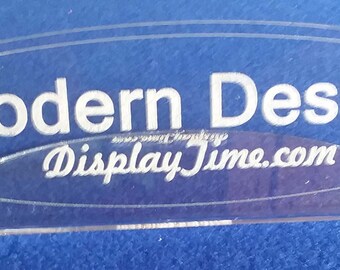 odern Des
DisplayTime.com